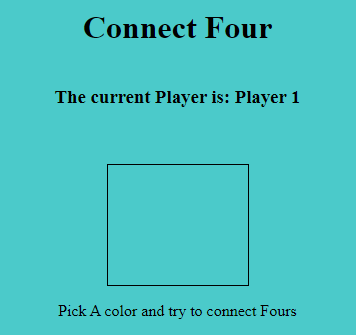 Connect Four
The current Player is: Player 1
Pick A color and try to connect Fours